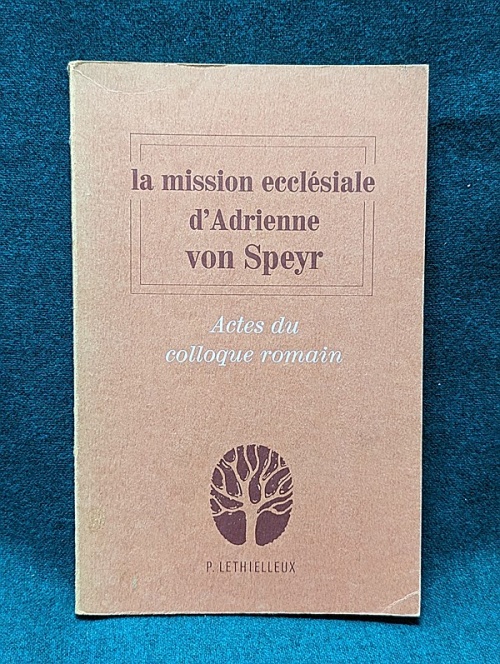 la mission ecclésiale
d'Adrienne
von Speyr
Actes du
colloque romain
P. LETHIELLEUX